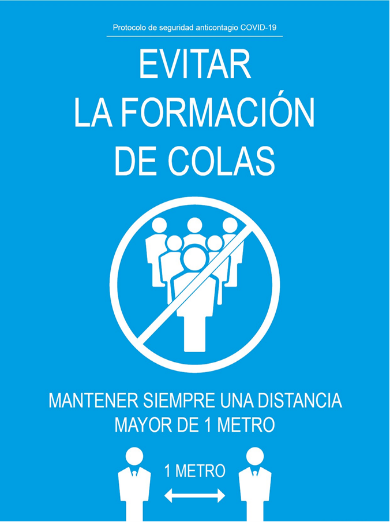 Protocolo de seguridad anticontagio COVID-19
EVITAR
LA FORMACIÓN
DE COLAS
MANTENER SIEMPRE UNA DISTANCIA
MAYOR DE 1 METRO
1 METRO